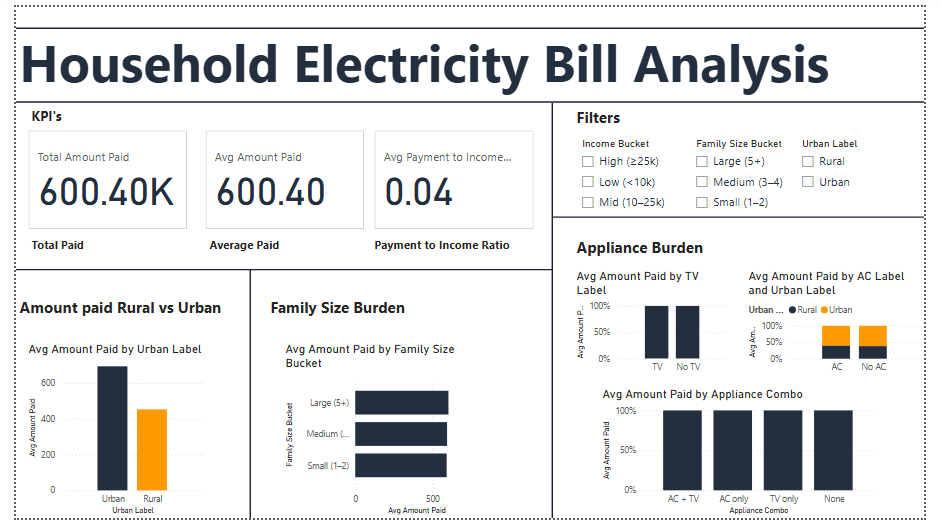 Household Electricity Bill Analysis
KPI's
Total Amount Paid
600.40K
Total Paid
Avg Amount Paid
600.40
Average Paid
Avg Payment to Income...
0.04
Payment to Income Ratio
Filters
Income Bucket
High (≥25k)
Low (<10k)
Mid (10–25k)
Family Size Bucket
Large (5+)
Medium (3–4)
Small (1–2)
Urban Label
Rural
Urban
Amount paid Rural vs Urban
Avg Amount Paid by Urban Label
Avg Amount Paid
600
400
200
0
Urban Rural
Urban Label
Family Size Burden
Avg Amount Paid by Family Size
Bucket
Family Size Bucket
Large (5+)
Medium (...
Small (1–2)
0 500
Avg Amount Paid
Appliance Burden
Avg Amount Paid by TV
Label
Avg Amount P...
100%
50%
0%
TV No TV
Avg Amount Paid by AC Label
and Urban Label
Urban ... Rural Urban
Avg Am...
100%
50%
0%
AC No AC
Avg Amount Paid by Appliance Combo
Avg Amount Paid
100%
50%
0%
AC + TV AC only TV only None
Appliance Combo